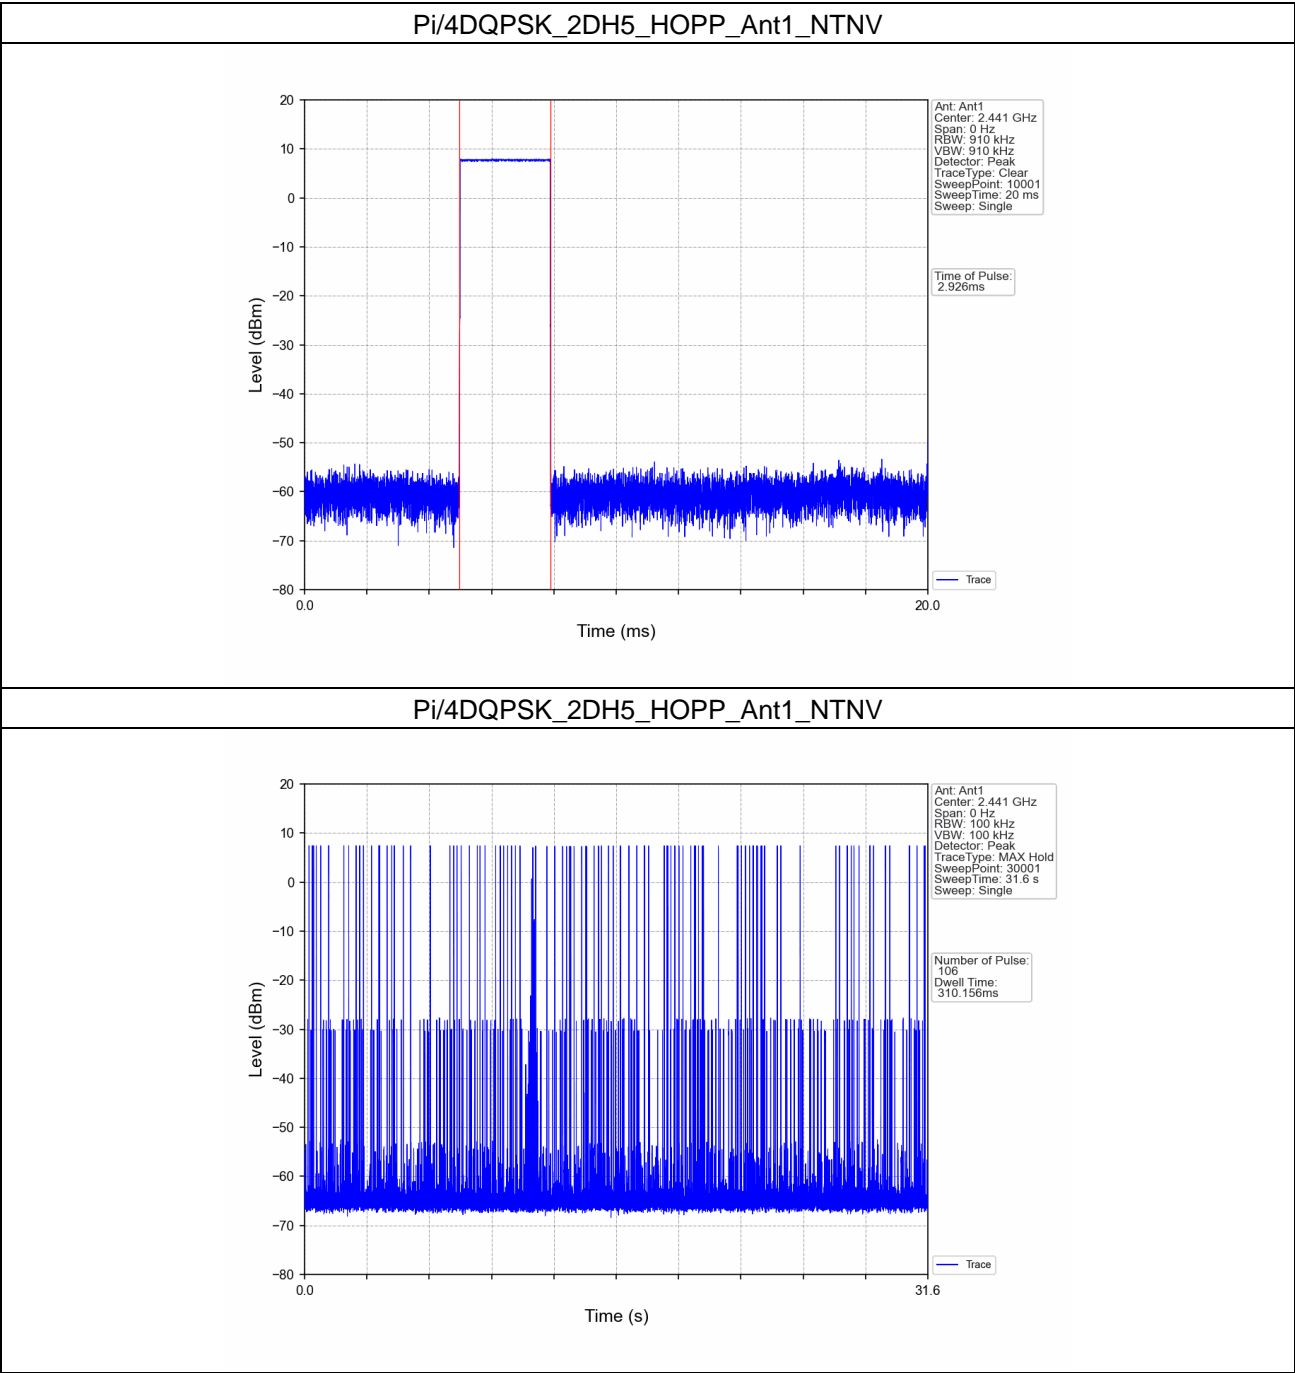 Pi/4DQPSK_2DH5_HOPP_Ant1_NTNV
20
10
0
−10
−20
−30
−40
−50
−60
−70
−80
Level (dBm)
0.0
20.0
Time (ms)
Ant: Ant1
Center: 2.441 GHz
Span: 0 Hz
RBW: 910 kHz
VBW: 910 kHz
Detector: Peak
TraceType: Clear
SweepPoint: 10001
SweepTime: 20 ms
Sweep: Single
Time of Pulse:
2.926ms
Trace
Pi/4DQPSK_2DH5_HOPP_Ant1_NTNV
20
10
0
−10
−20
−30
−40
−50
−60
−70
−80
Level (dBm)
0.0
31.6
Time (s)
Ant: Ant1
Center: 2.441 GHz
Span: 0 Hz
RBW: 100 kHz
VBW: 100 kHz
Detector: Peak
TraceType: MAX Hold
SweepPoint: 30001
SweepTime: 31.6 s
Sweep: Single
Number of Pulse:
106
Dwell Time:
310.156ms
Trace